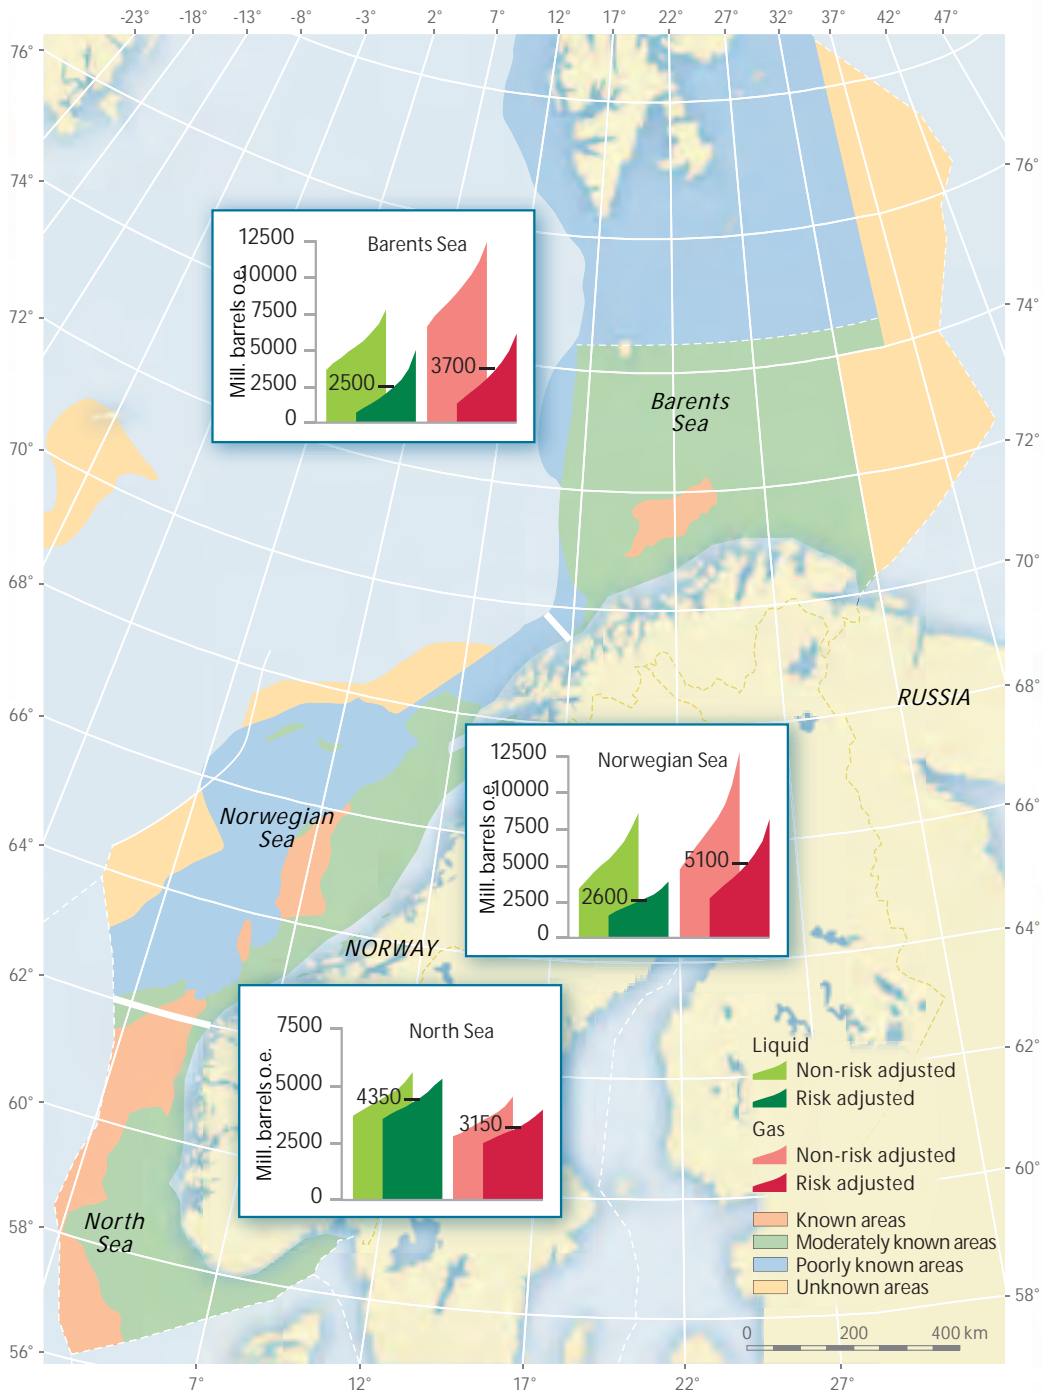 -23° -18° -13° -8° -3° 2° 7° 12° 17° 22° 27° 32° 37° 42° 47°
76°
74°
72°
70°
68°
66°
64°
62°
60°
58°
56°
76°
74°
72°
70°
68°
66°
64°
62°
60°
58°
Barents Sea
Mill. barrels o.e.
12500
10000
7500
5000
2500
0
2500
3700
Barents
Sea
RUSSIA
Norwegian Sea
Mill. barrels o.e.
12500
10000
7500
5000
2500
0
2600
5100
Norwegian
Sea
NORWAY
North Sea
Mill. barrels o.e.
7500
5000
2500
0
4350
3150
North
Sea
Liquid
Non-risk adjusted
Risk adjusted
Gas
Non-risk adjusted
Risk adjusted
Known areas
Moderately known areas
Poorly known areas
Unknown areas
0 200 400 km
7° 12° 17° 22° 27°